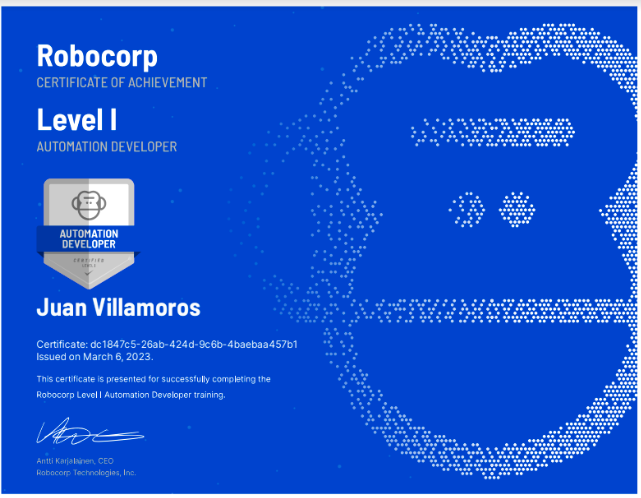 Robocorp
CERTIFICATE OF ACHIEVEMENT
Level I
AUTOMATION DEVELOPER
AUTOMATION
DEVELOPER
CERTIFIED
LEVEL I
Juan Villamoros
Certificate: dc1847c5-26ab-424d-9c6b-4baebaa457b1
Issued on March 6, 2023.
This certificate is presented for successfully completing the
Robocorp Level I Automation Developer training.
Antti Karjalainen, CEO
Robocorp Technologies, Inc.